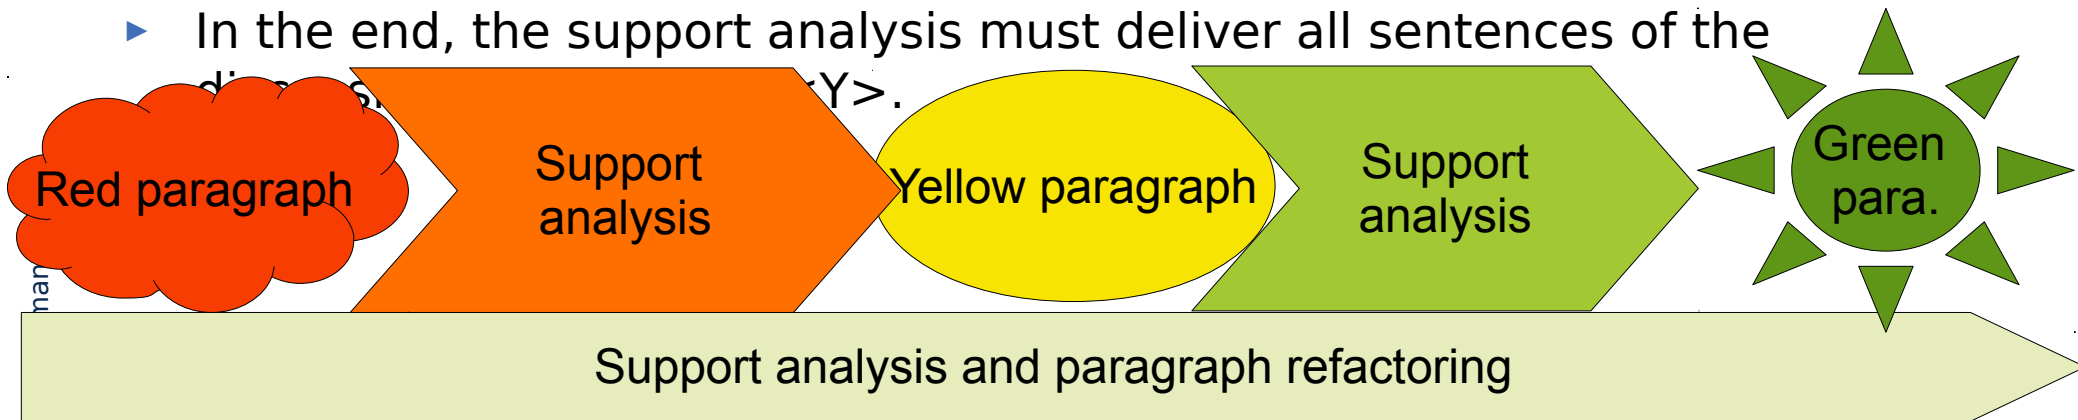 In the end, the support analysis must deliver all sentences of the
<Y>.
Red paragraph
Support
analysis
Yellow paragraph
Support
analysis
Green
para.
Support analysis and paragraph refactoring